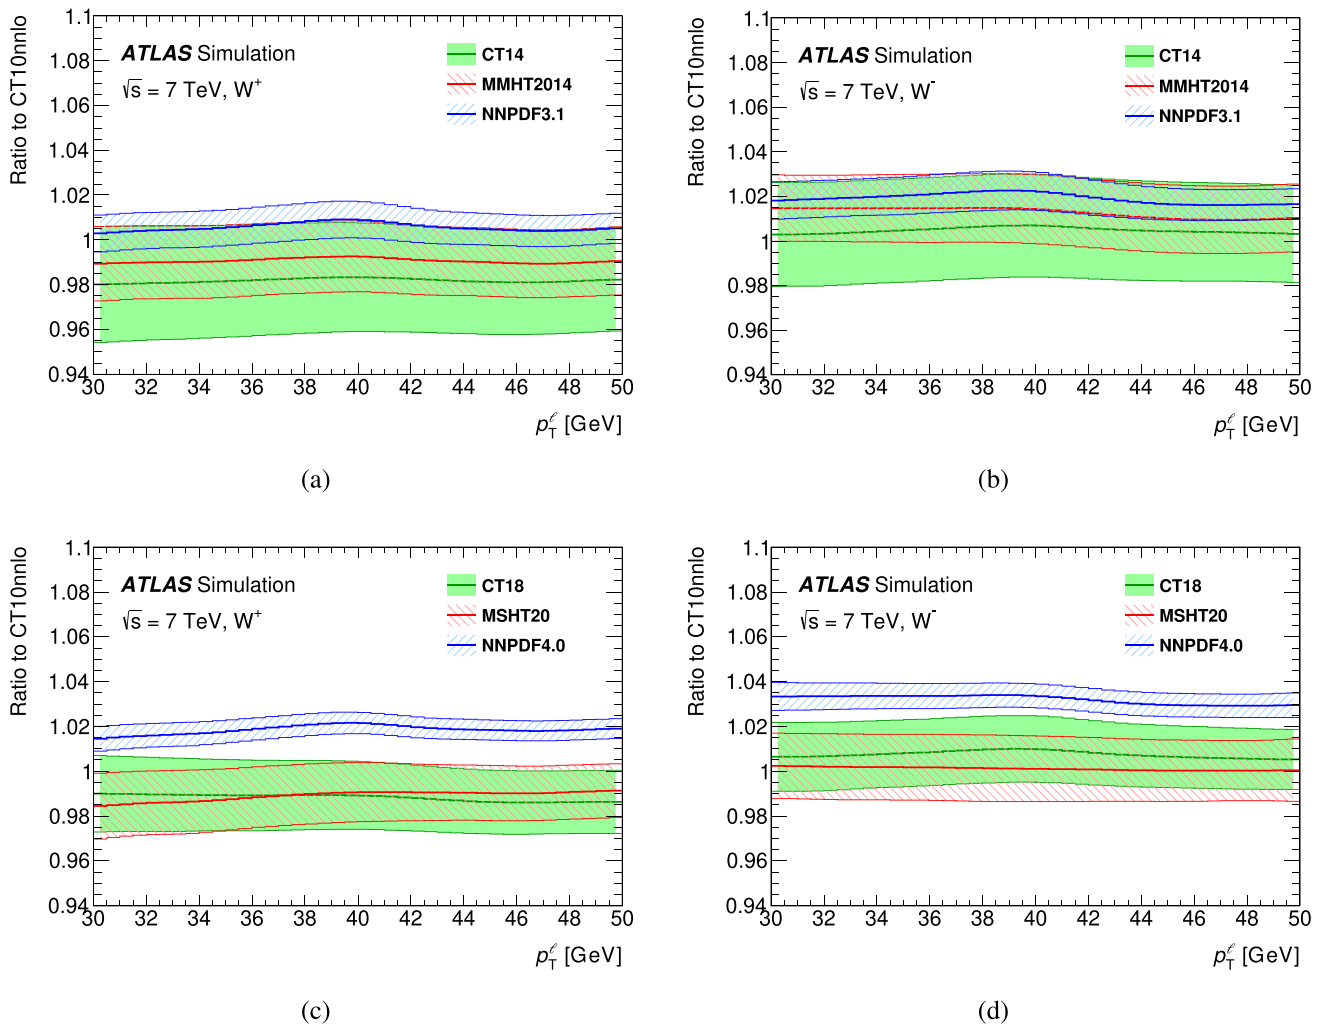 Ratio to CT10nnlo
1.1
1.08
1.06
1.04
1.02
1
0.98
0.96
0.94
ATLAS Simulation
√s = 7 TeV, W⁺
CT14
MMHT2014
NNPDF3.1
30 32 34 36 38 40 42 44 46 48 50
p_T^ℓ [GeV]
(a)
Ratio to CT10nnlo
1.1
1.08
1.06
1.04
1.02
1
0.98
0.96
0.94
ATLAS Simulation
√s = 7 TeV, W⁻
CT14
MMHT2014
NNPDF3.1
30 32 34 36 38 40 42 44 46 48 50
p_T^ℓ [GeV]
(b)
Ratio to CT10nnlo
1.1
1.08
1.06
1.04
1.02
1
0.98
0.96
0.94
ATLAS Simulation
√s = 7 TeV, W⁺
CT18
MSHT20
NNPDF4.0
30 32 34 36 38 40 42 44 46 48 50
p_T^ℓ [GeV]
(c)
Ratio to CT10nnlo
1.1
1.08
1.06
1.04
1.02
1
0.98
0.96
0.94
ATLAS Simulation
√s = 7 TeV, W⁻
CT18
MSHT20
NNPDF4.0
30 32 34 36 38 40 42 44 46 48 50
p_T^ℓ [GeV]
(d)